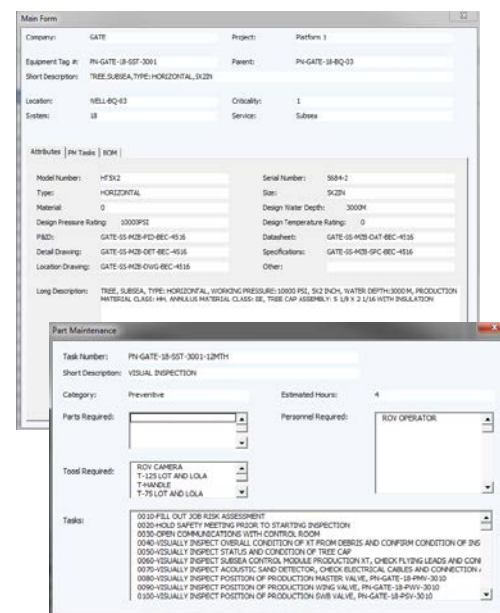 Main Form
Company: GATE Project: Platform 1
Equipment Tag #: PN-GATE-18-SST-3001 Parent: PN-GATE-18-BQ-03
Short Description: TREE,SUBSEA,TYPE: HORIZONTAL,5X2IN
Location: WELL-BQ-03 Criticality: 1
System: 18 Service: Subsea
Attributes PM Tasks BOM
Model Number: HT5X2 Serial Number: 5684-2
Type: HORIZONTAL Size: 5X2IN
Material: 0 Design Water Depth: 3000M
Design Pressure Rating: 10000PSI Design Temperature Rating: 0
P&ID: GATE-SS-MZB-PID-BEC-4516 Datasheet: GATE-SS-MZB-DAT-BEC-4516
Detail Drawing: GATE-SS-MZB-DET-BEC-4516 Specifications: GATE-SS-MZB-SPC-BEC-4516
Location Drawing: GATE-SS-MZB-DWG-BEC-4516 Other:
Long Description: TREE, SUBSEA, TYPE: HORIZONTAL, WORKING PRESSURE: 10000 PSI, 5X2 INCH, WATER DEPTH:3000 M, PRODUCTION
MATERIAL CLASS: HH, ANNULUS MATERIAL CLASS: EE, TREE CAP ASSEMBLY: 5 1/8 X 2 1/16 WITH INSULATION
Part Maintenance
Task Number: PN-GATE-18-SST-3001-12MTH
Short Description: VISUAL INSPECTION
Category: Preventive Estimated Hours: 4
Parts Required: Personnel Required: ROV OPERATOR
Toosl Required: ROV CAMERA
T-125 LOT AND LOLA
T-HANDLE
T-75 LOT AND LOLA
Tasks: 0010-FILL OUT JOB RISK ASSESSMENT
0020-HOLD SAFETY MEETING PRIOR TO STARTING INSPECTION
0030-OPEN COMMUNICATIONS WITH CONTROL ROOM
0040-VISUALLY INSPECT OVERALL CONDITION OF XT FROM DEBRIS AND CONFIRM CONDITION OF INS
0050-VISUALLY INSPECT STATUS AND CONDITION OF TREE CAP
0060-VISUALLY INSPECT SUBSEA CONTROL MODULE PRODUCTION XT, CHECK FLYING LEADS AND CON
0070-VISUALLY INSPECT ACOUSTIC SAND DETECTOR, CHECK ELECTRICAL CABLES AND CONNECTION
0080-VISUALLY INSPECT POSITION OF PRODUCTION MASTER VALVE, PN-GATE-18-PMV-3010
0090-VISUALLY INSPECT POSITION OF PRODUCTION WING VALVE, PN-GATE-18-PWV-3010
0100-VISUALLY INSPECT POSITION OF PRODUCTION SWB VALVE, PN-GATE-18-PSV-3010